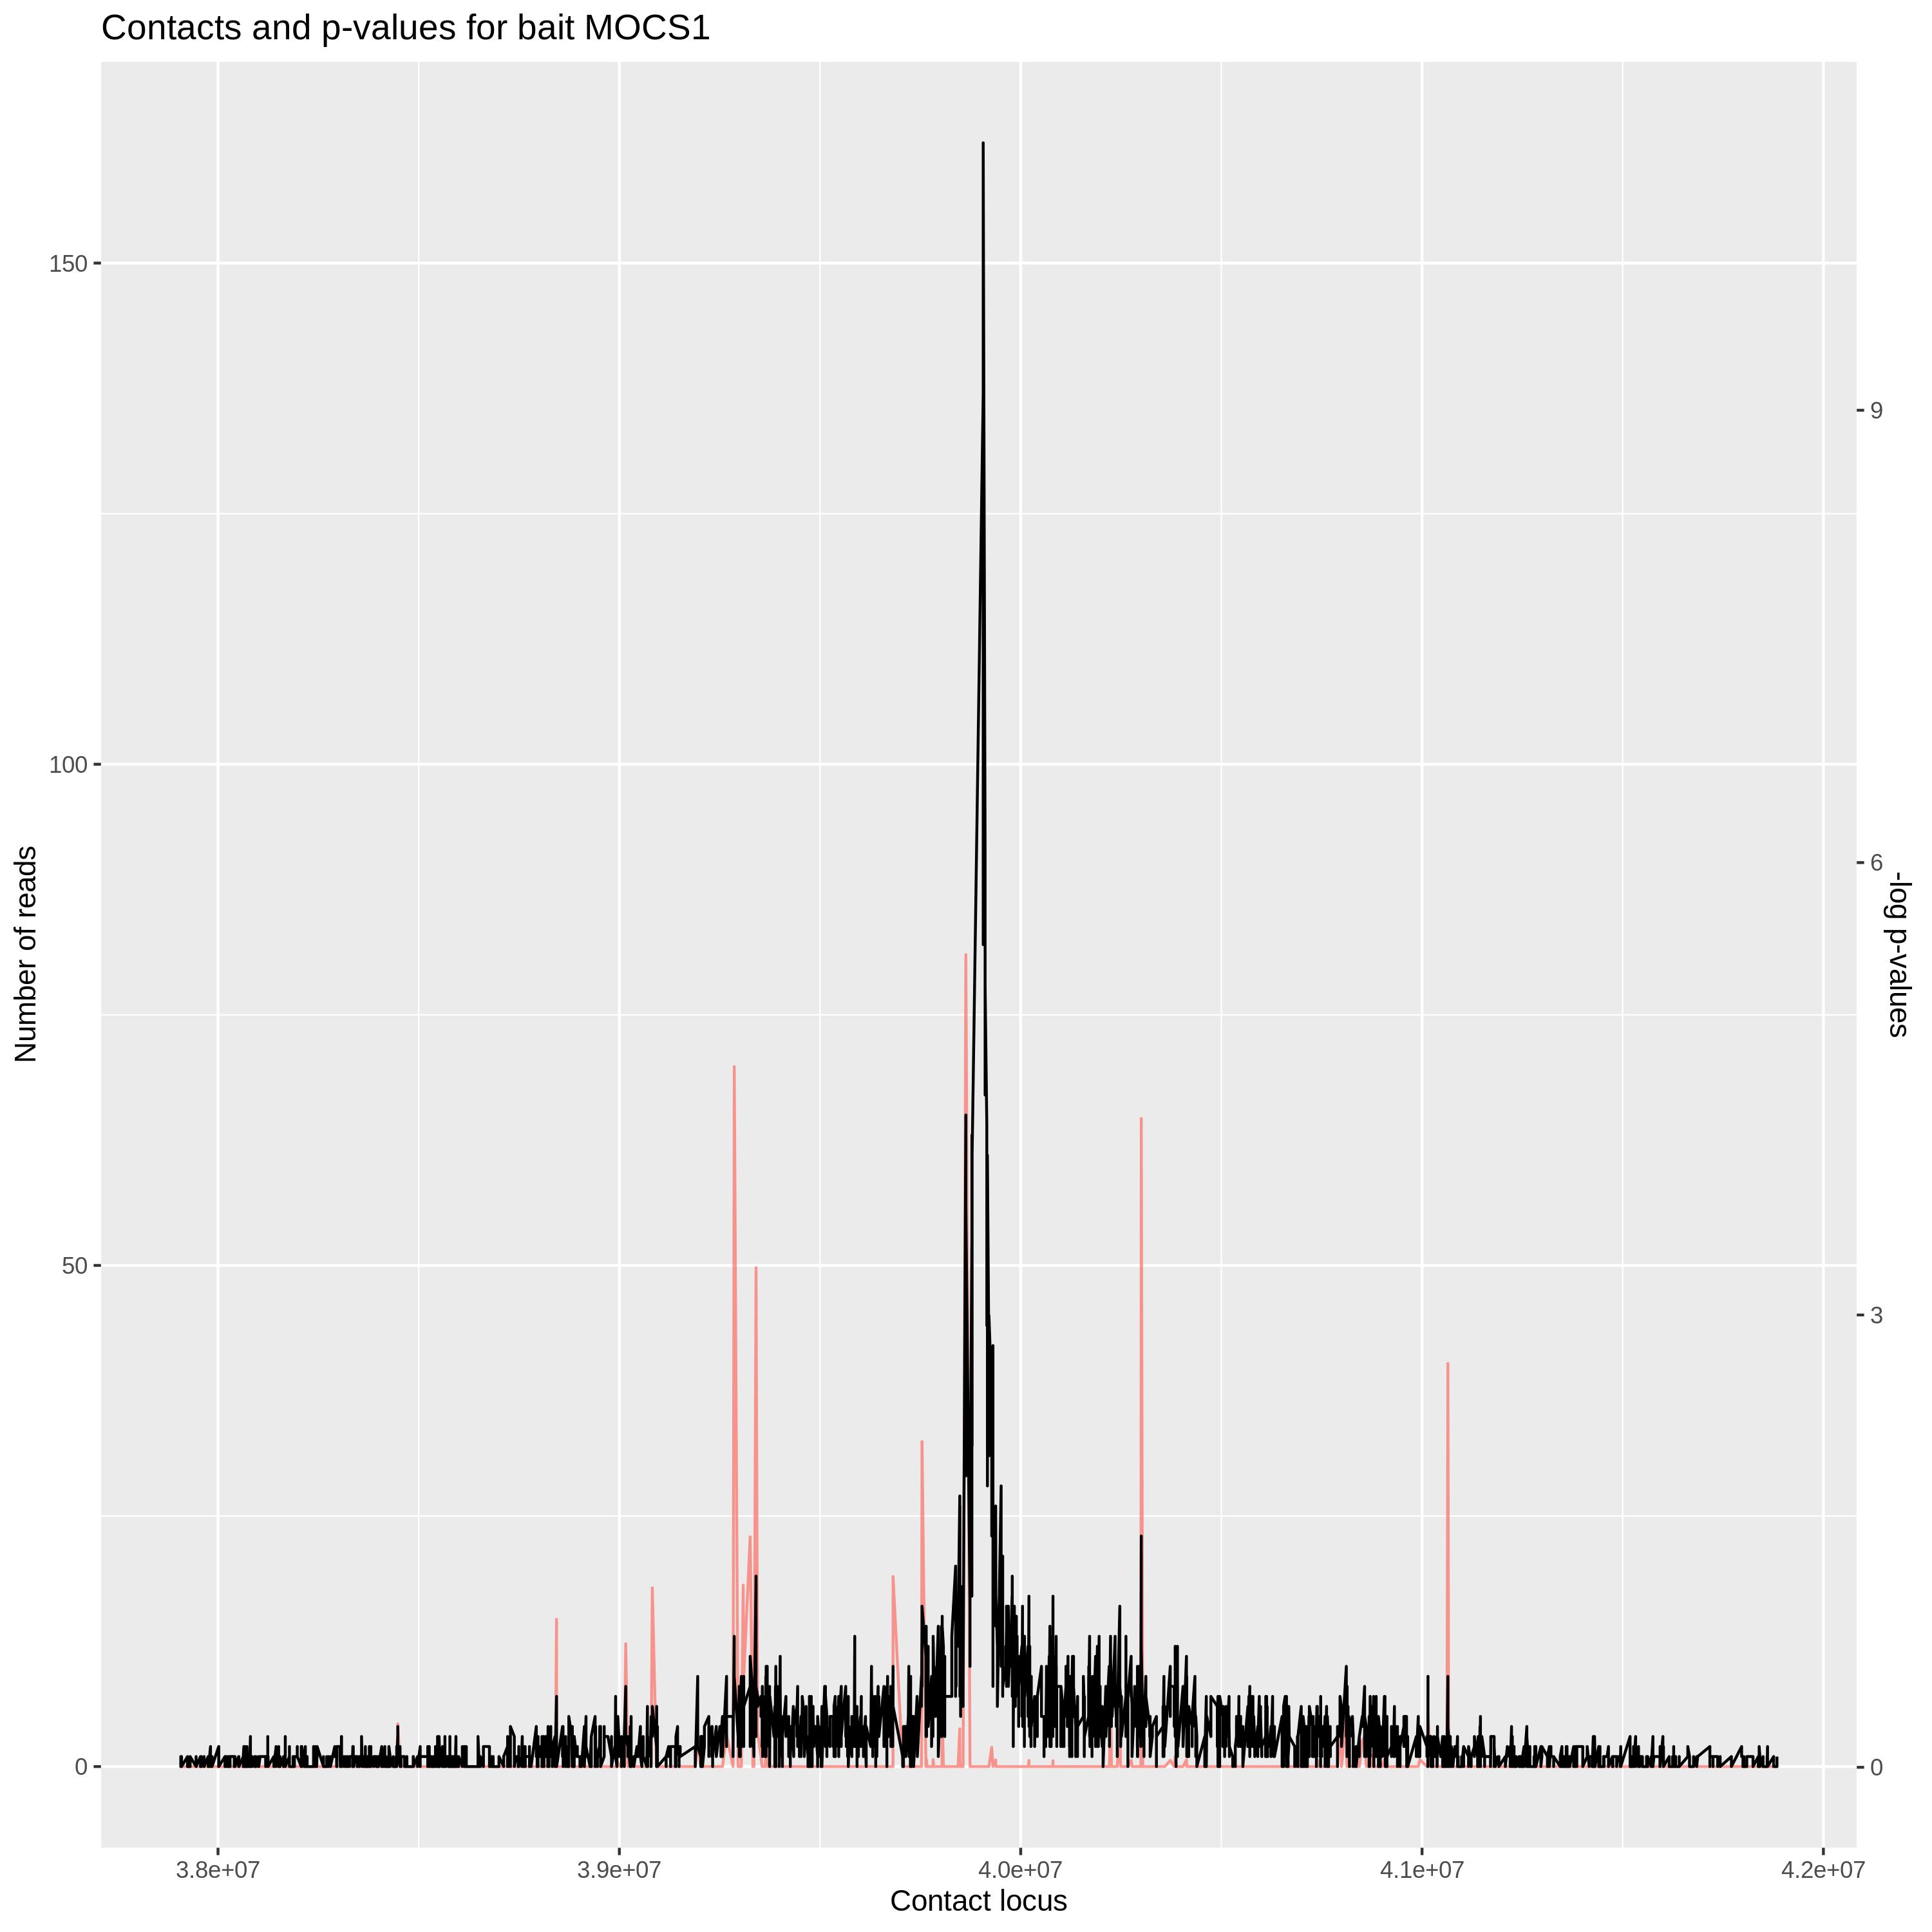 Contacts and p-values for bait MOCS1
Number of reads
150
100
50
0
9
6
3
0
-log p-values
3.8e+07
3.9e+07
4.0e+07
4.1e+07
4.2e+07
Contact locus